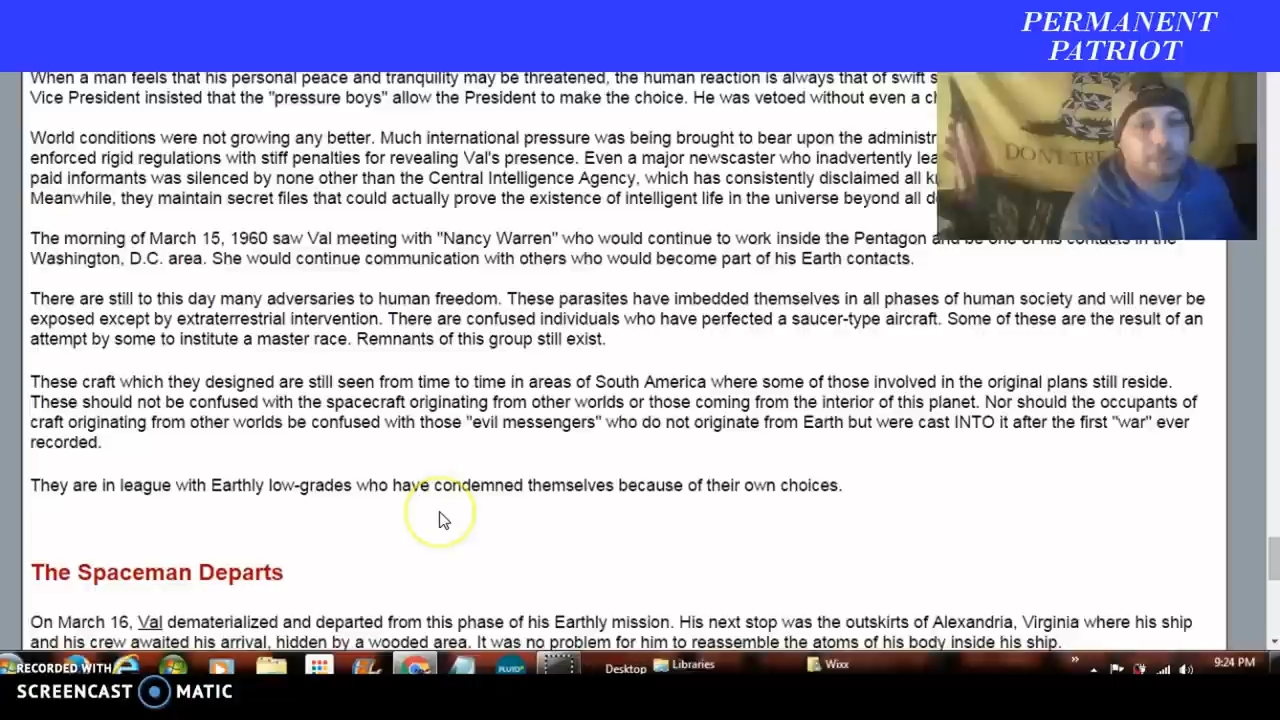 PERMANENT
PATRIOT
When a man feels that his personal peace and tranquility may be threatened, the human reaction is always that of swift
Vice President insisted that the "pressure boys" allow the President to make the choice. He was vetoed without even a
World conditions were not growing any better. Much international pressure was being brought to bear upon the
enforced rigid regulations with stiff penalties for revealing Val's presence. Even a major newscaster who inadvertently
paid informants was silenced by none other than the Central Intelligence Agency, which has consistently disclaimed all
Meanwhile, they maintain secret files that could actually prove the existence of intelligent life in the universe beyond all
DON'T TRE
The morning of March 15, 1960 saw Val meeting with "Nancy Warren" who would continue to work inside the Pentagon and be one of his contacts in the
Washington, D.C. area. She would continue communication with others who would become part of his Earth contacts.
There are still to this day many adversaries to human freedom. These parasites have imbedded themselves in all phases of human society and will never be
exposed except by extraterrestrial intervention. There are confused individuals who have perfected a saucer-type aircraft. Some of these are the result of an
attempt by some to institute a master race. Remnants of this group still exist.
These craft which they designed are still seen from time to time in areas of South America where some of those involved in the original plans still reside.
These should not be confused with the spacecraft originating from other worlds or those coming from the interior of this planet. Nor should the occupants of
craft originating from other worlds be confused with those "evil messengers" who do not originate from Earth but were cast INTO it after the first "war" ever
recorded.
They are in league with Earthly low-grades who have condemned themselves because of their own choices.
The Spaceman Departs
On March 16, Val dematerialized and departed from this phase of his Earthly mission. His next stop was the outskirts of Alexandria, Virginia where his ship
and his crew awaited his arrival, hidden by a wooded area. It was no problem for him to reassemble the atoms of his body inside his ship.
Desktop
Libraries
Wixx
9:24 PM
RECORDED WITH
SCREENCAST MATIC